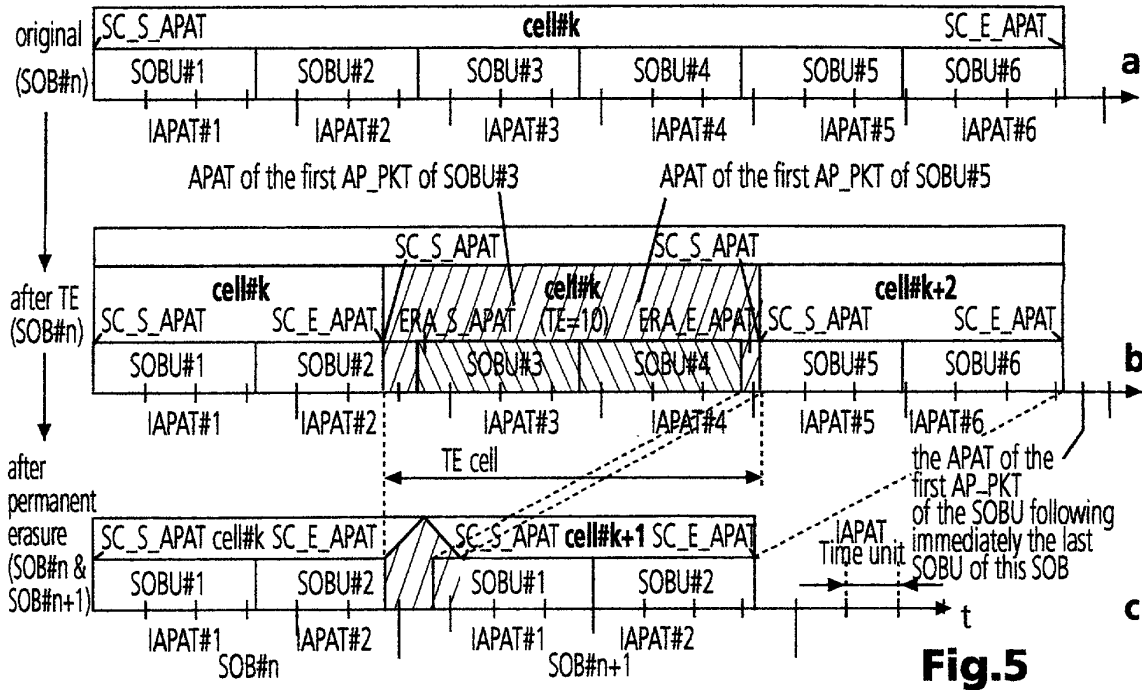 original
(SOB#n)
SC_S_APAT
cell#k
SC_E_APAT
SOBU#1
SOBU#2
SOBU#3
SOBU#4
SOBU#5
SOBU#6
a
IAPAT#1
IAPAT#2
IAPAT#3
IAPAT#4
IAPAT#5
IAPAT#6
APAT of the first AP_PKT of SOBU#3
APAT of the first AP_PKT of SOBU#5
after TE
(SOB#n)
SC_S_APAT
SC_S_APAT
cell#k
cell#k
cell#k+2
SC_S_APAT
SC_E_APAT
ERA_S_APAT
(TE=10)
ERA_E_APAT
SC_S_APAT
SC_E_APAT
SOBU#1
SOBU#2
SOBU#3
SOBU#4
SOBU#5
SOBU#6
b
IAPAT#1
IAPAT#2
IAPAT#3
IAPAT#4
IAPAT#5
IAPAT#6
TE cell
the APAT of the
first AP_PKT
of the SOBU following
immediately the last
SOBU of this SOB
after
permanent
erasure
(SOB#n &
SOB#n+1)
SC_S_APAT
cell#k
SC_E_APAT
SC_S_APAT
cell#k+1
SC_E_APAT
SOBU#1
SOBU#2
SOBU#1
SOBU#2
IAPAT
Time unit
t
c
IAPAT#1
IAPAT#2
IAPAT#1
IAPAT#2
SOB#n
SOB#n+1
Fig.5